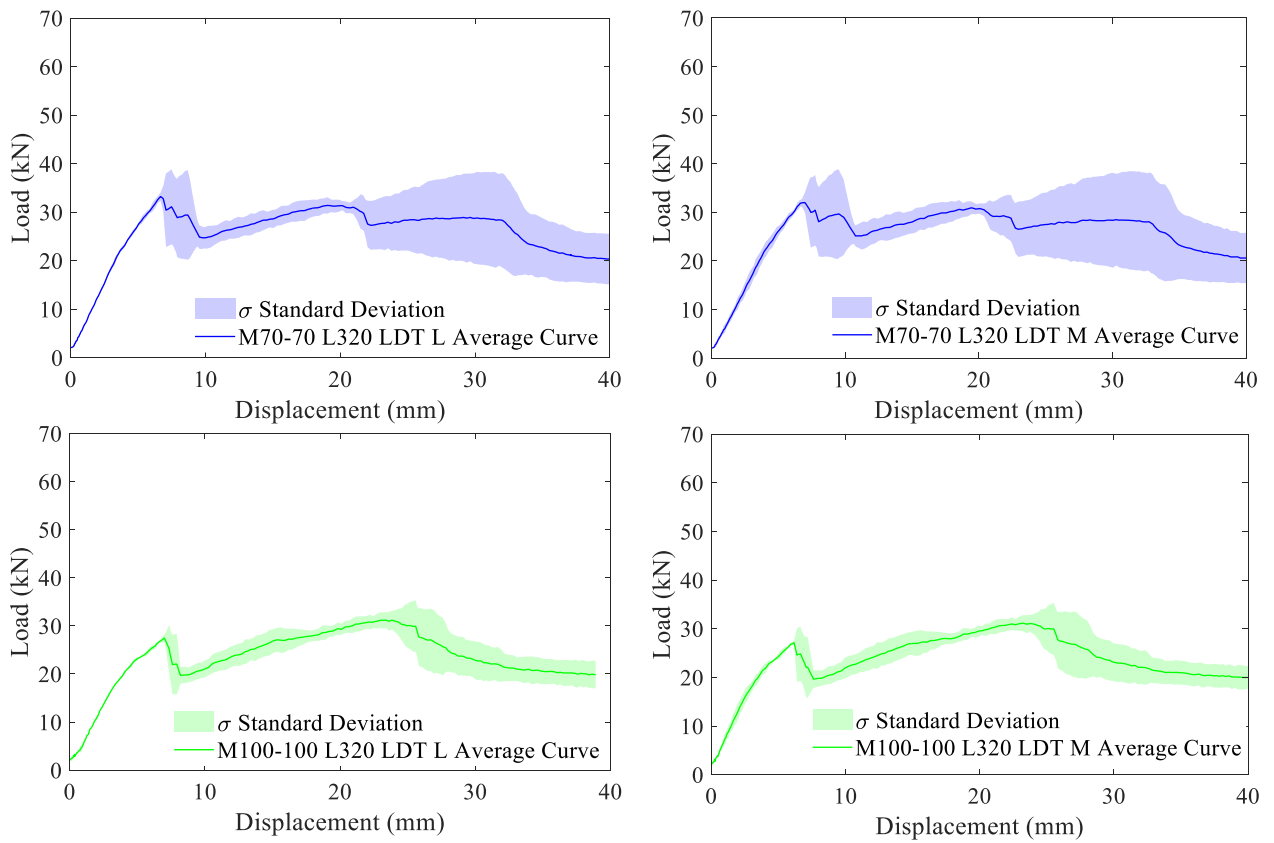 70
60
50
40
30
20
10
0
Load (kN)
σ Standard Deviation
M70-70 L320 LDT L Average Curve
0 10 20 30 40
Displacement (mm)
70
60
50
40
30
20
10
0
Load (kN)
σ Standard Deviation
M70-70 L320 LDT M Average Curve
0 10 20 30 40
Displacement (mm)
70
60
50
40
30
20
10
0
Load (kN)
σ Standard Deviation
M100-100 L320 LDT L Average Curve
0 10 20 30 40
Displacement (mm)
70
60
50
40
30
20
10
0
Load (kN)
σ Standard Deviation
M100-100 L320 LDT M Average Curve
0 10 20 30 40
Displacement (mm)